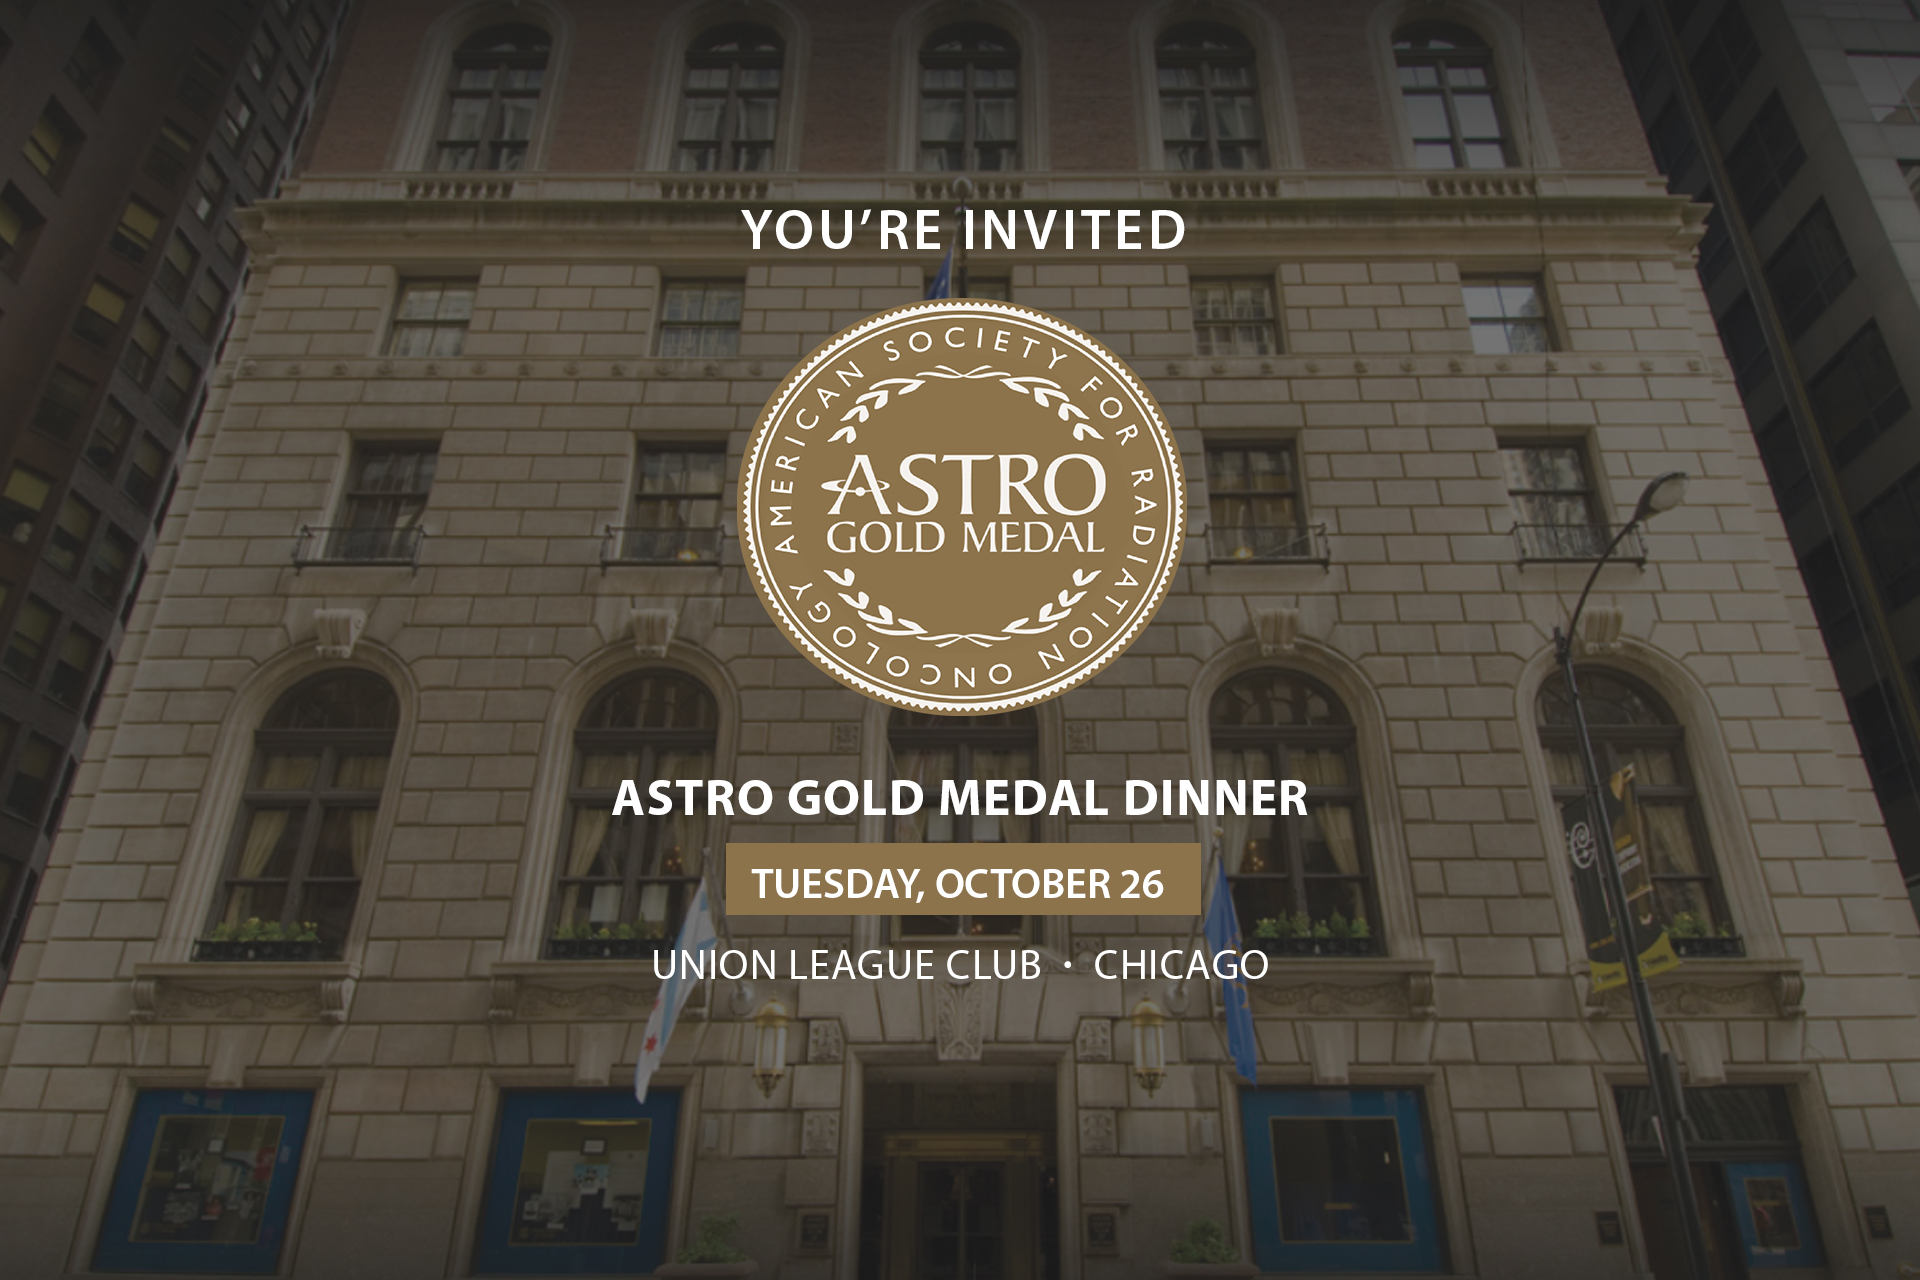 YOU’RE INVITED
AMERICAN SOCIETY FOR RADIATION ONCOLOGY
ASTRO
GOLD MEDAL
ASTRO GOLD MEDAL DINNER
TUESDAY, OCTOBER 26
UNION LEAGUE CLUB · CHICAGO